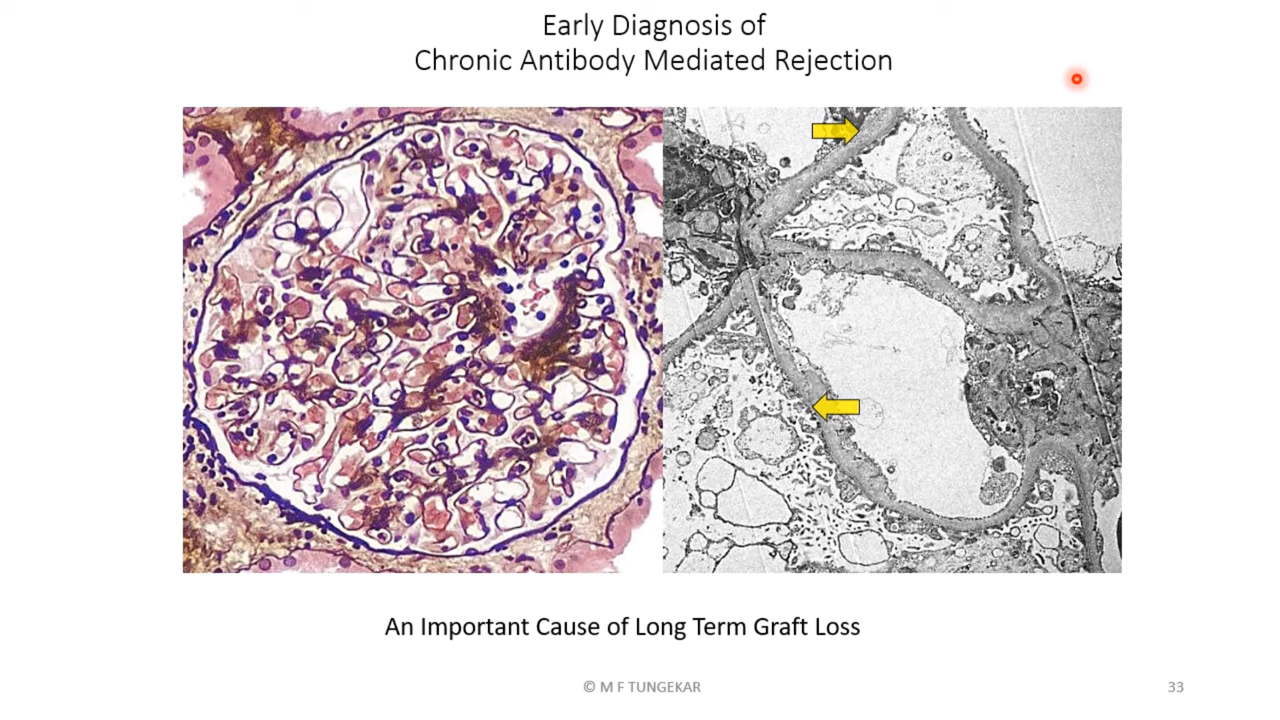 Early Diagnosis of
Chronic Antibody Mediated Rejection
An Important Cause of Long Term Graft Loss
© M F TUNGEKAR
33